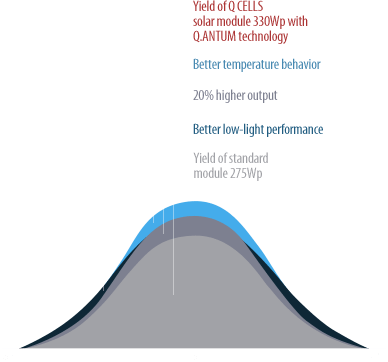 Yield of Q CELLS
solar module 330Wp with
Q.ANTUM technology
Better temperature behavior
20% higher output
Better low-light performance
Yield of standard
module 275Wp